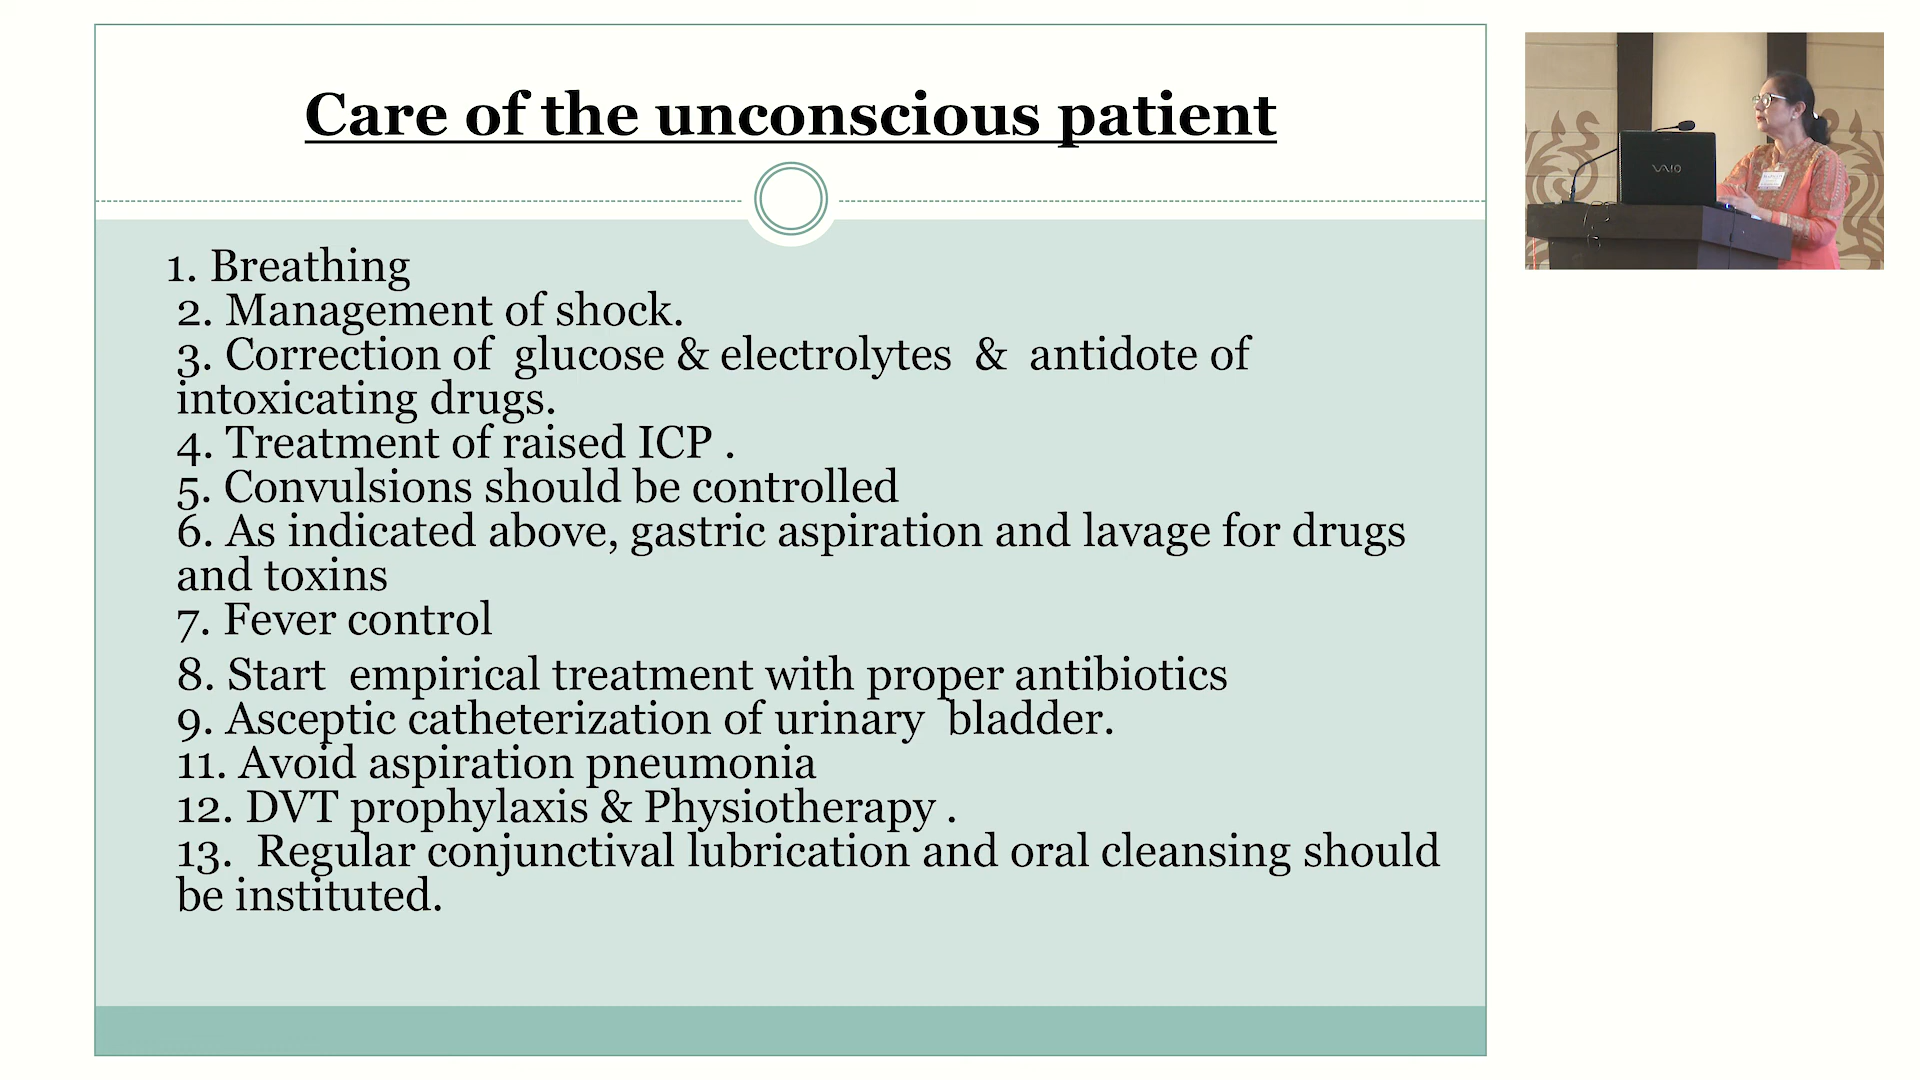 Care of the unconscious patient
1. Breathing
2. Management of shock.
3. Correction of glucose & electrolytes & antidote of
intoxicating drugs.
4. Treatment of raised ICP .
5. Convulsions should be controlled
6. As indicated above, gastric aspiration and lavage for drugs
and toxins
7. Fever control
8. Start empirical treatment with proper antibiotics
9. Asceptic catheterization of urinary bladder.
11. Avoid aspiration pneumonia
12. DVT prophylaxis & Physiotherapy .
13. Regular conjunctival lubrication and oral cleansing should
be instituted.
VAIO